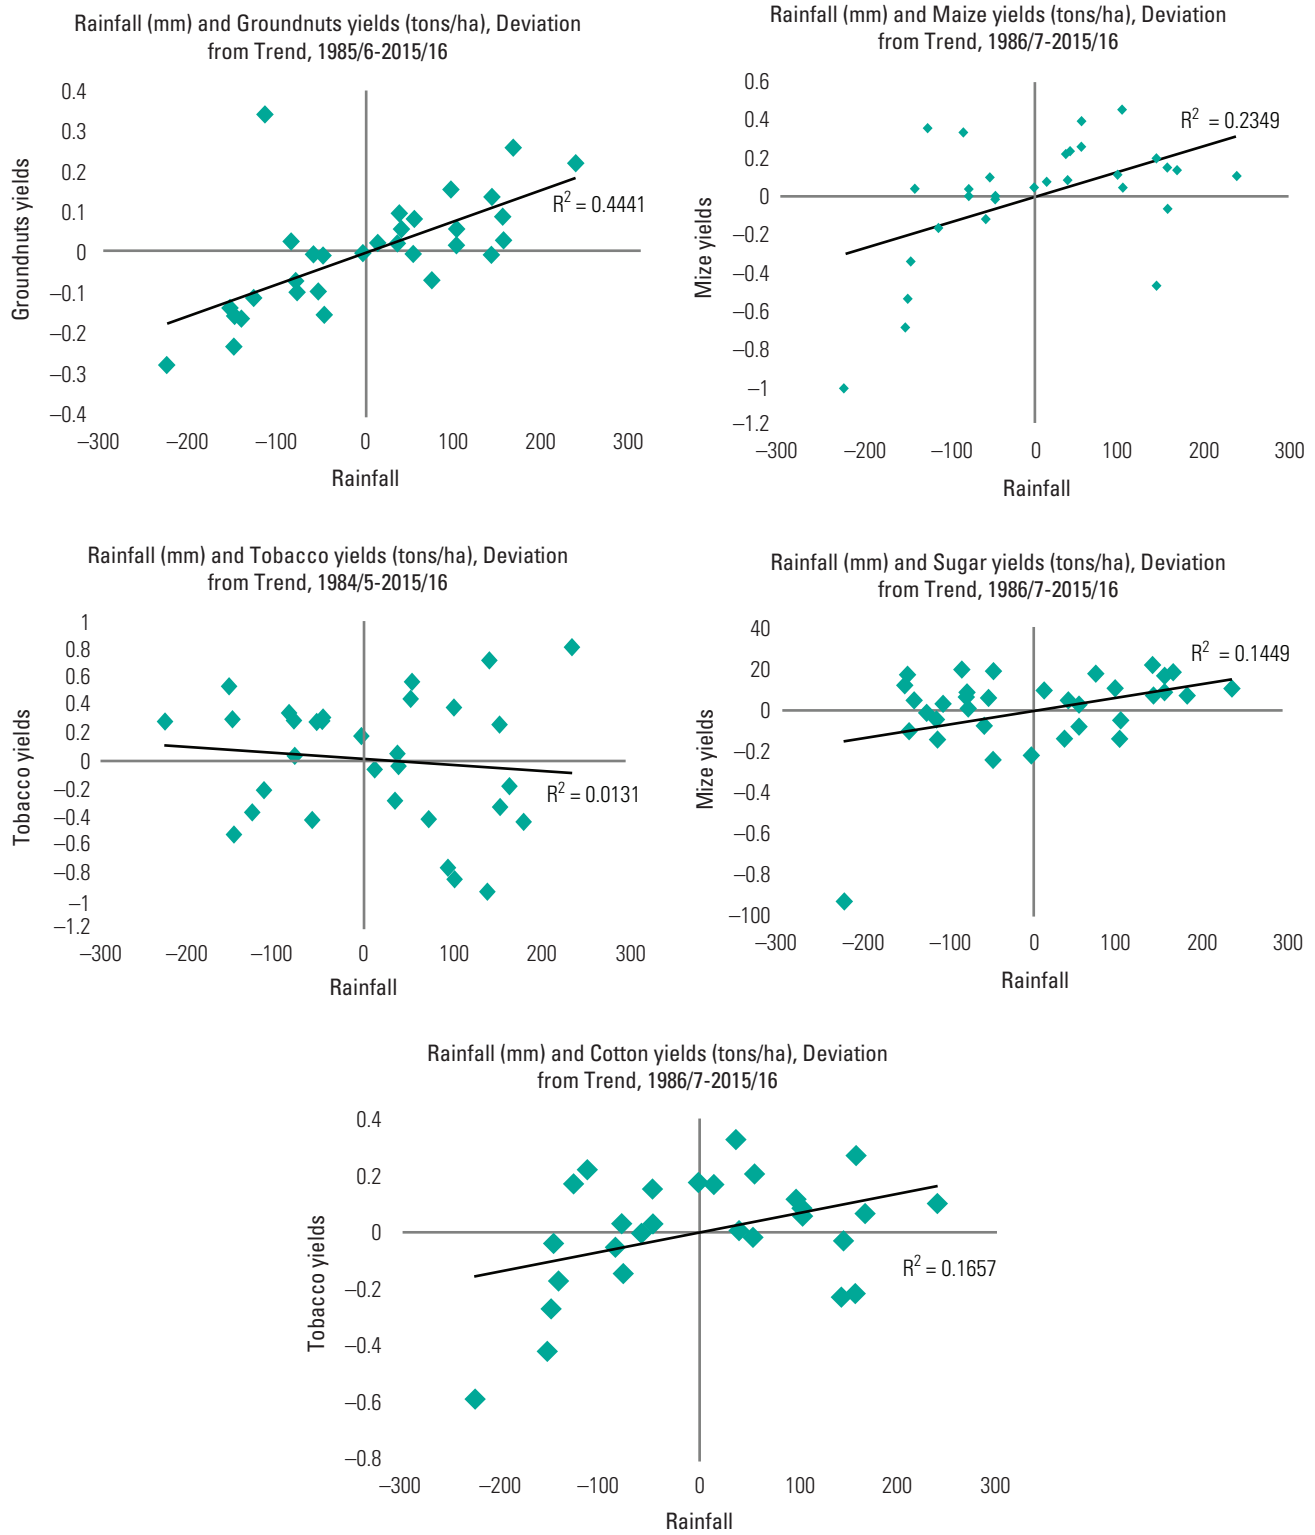 Rainfall (mm) and Groundnuts yields (tons/ha), Deviation
from Trend, 1985/6-2015/16
0.4
0.3
0.2
0.1
0
–0.1
–0.2
–0.3
–0.4
Groundnuts yields
R2 = 0.4441
–300 –200 –100 0 100 200 300
Rainfall
Rainfall (mm) and Maize yields (tons/ha), Deviation
from Trend, 1986/7-2015/16
0.6
0.4
0.2
0
–0.2
–0.4
–0.6
–0.8
–1
–1.2
Mize yields
R2 = 0.2349
–300 –200 –100 0 100 200 300
Rainfall
Rainfall (mm) and Tobacco yields (tons/ha), Deviation
from Trend, 1984/5-2015/16
1
0.8
0.6
0.4
0.2
0
–0.2
–0.4
–0.6
–0.8
–1
–1.2
Tobacco yields
R2 = 0.0131
–300 –200 –100 0 100 200 300
Rainfall
Rainfall (mm) and Sugar yields (tons/ha), Deviation
from Trend, 1986/7-2015/16
40
20
0
–0.2
–0.4
–0.6
–0.8
–100
Mize yields
R2 = 0.1449
–300 –200 –100 0 100 200 300
Rainfall
Rainfall (mm) and Cotton yields (tons/ha), Deviation
from Trend, 1986/7-2015/16
0.4
0.2
0
–0.2
–0.4
–0.6
–0.8
Tobacco yields
R2 = 0.1657
–300 –200 –100 0 100 200 300
Rainfall